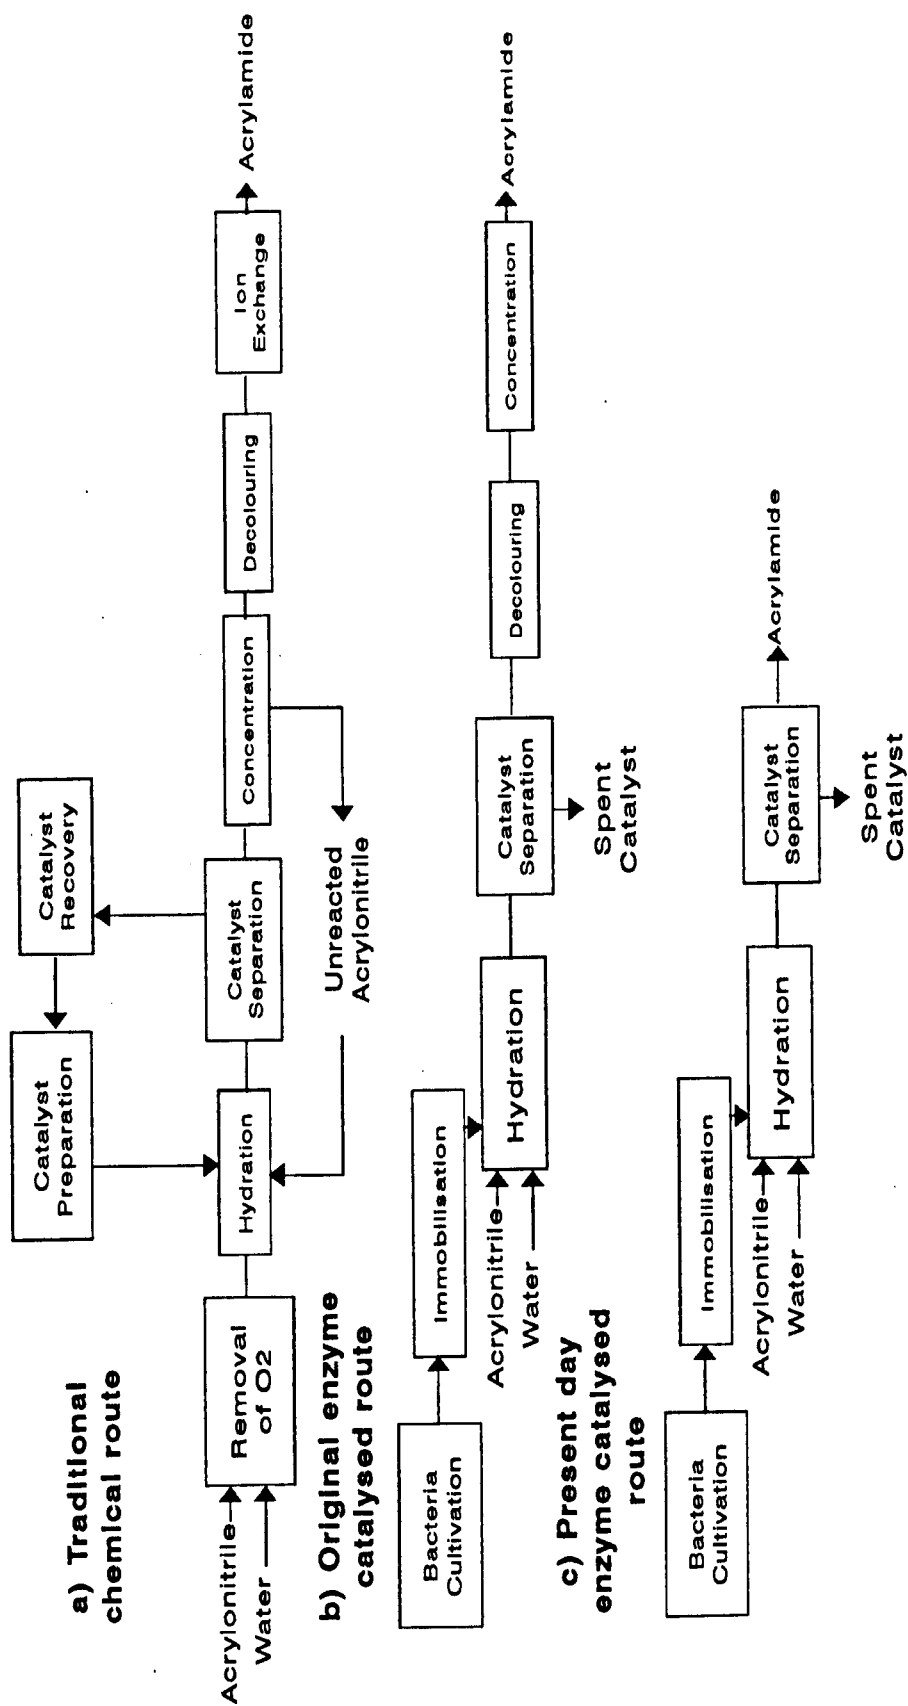 a) Traditional
chemical route
Catalyst
Preparation
Catalyst
Recovery
Acrylonitrile
Water
Removal
of O2
Hydration
Catalyst
Separation
Concentration
Decolouring
Ion
Exchange
Acrylamide
Unreacted
Acrylonitrile
b) Original enzyme
catalysed route
Bacteria
Cultivation
Immobilisation
Acrylonitrile
Water
Hydration
Catalyst
Separation
Decolouring
Concentration
Acrylamide
Spent
Catalyst
c) Present day
enzyme catalysed
route
Bacteria
Cultivation
Immobilisation
Acrylonitrile
Water
Hydration
Catalyst
Separation
Acrylamide
Spent
Catalyst